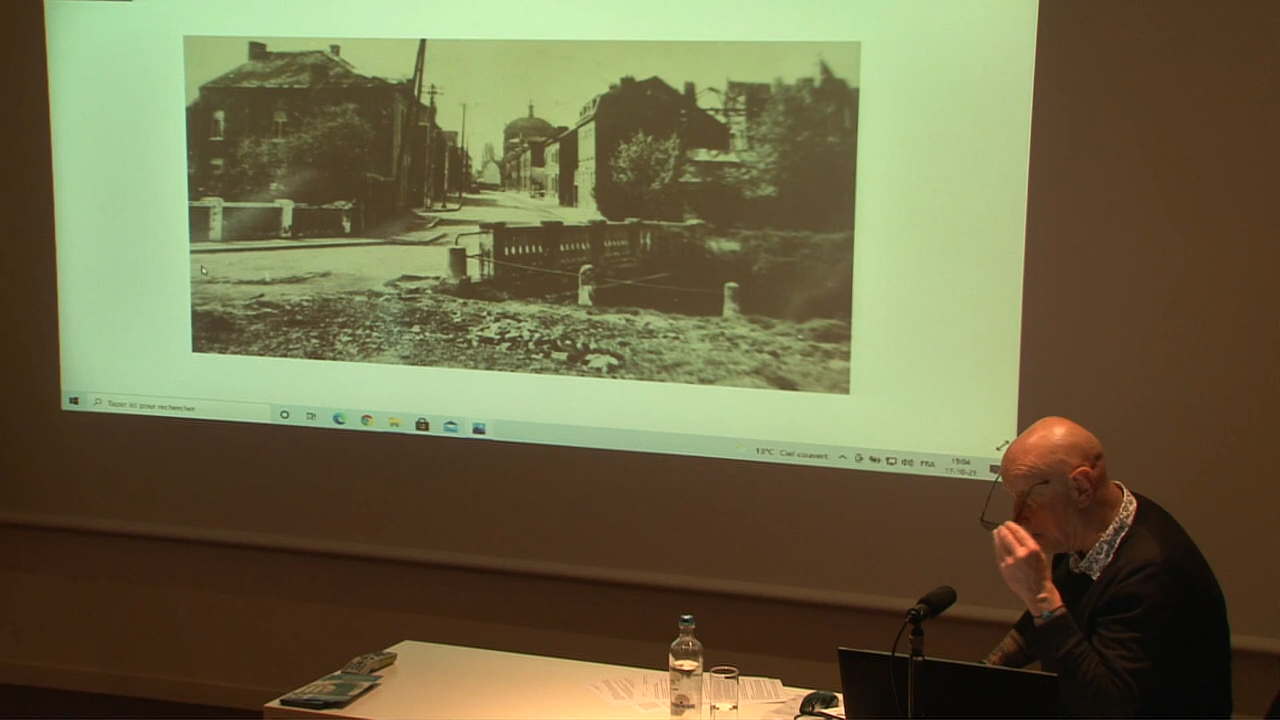 Taper ici pour rechercher
13°C Ciel couvert
FRA
15:04
17-10-21